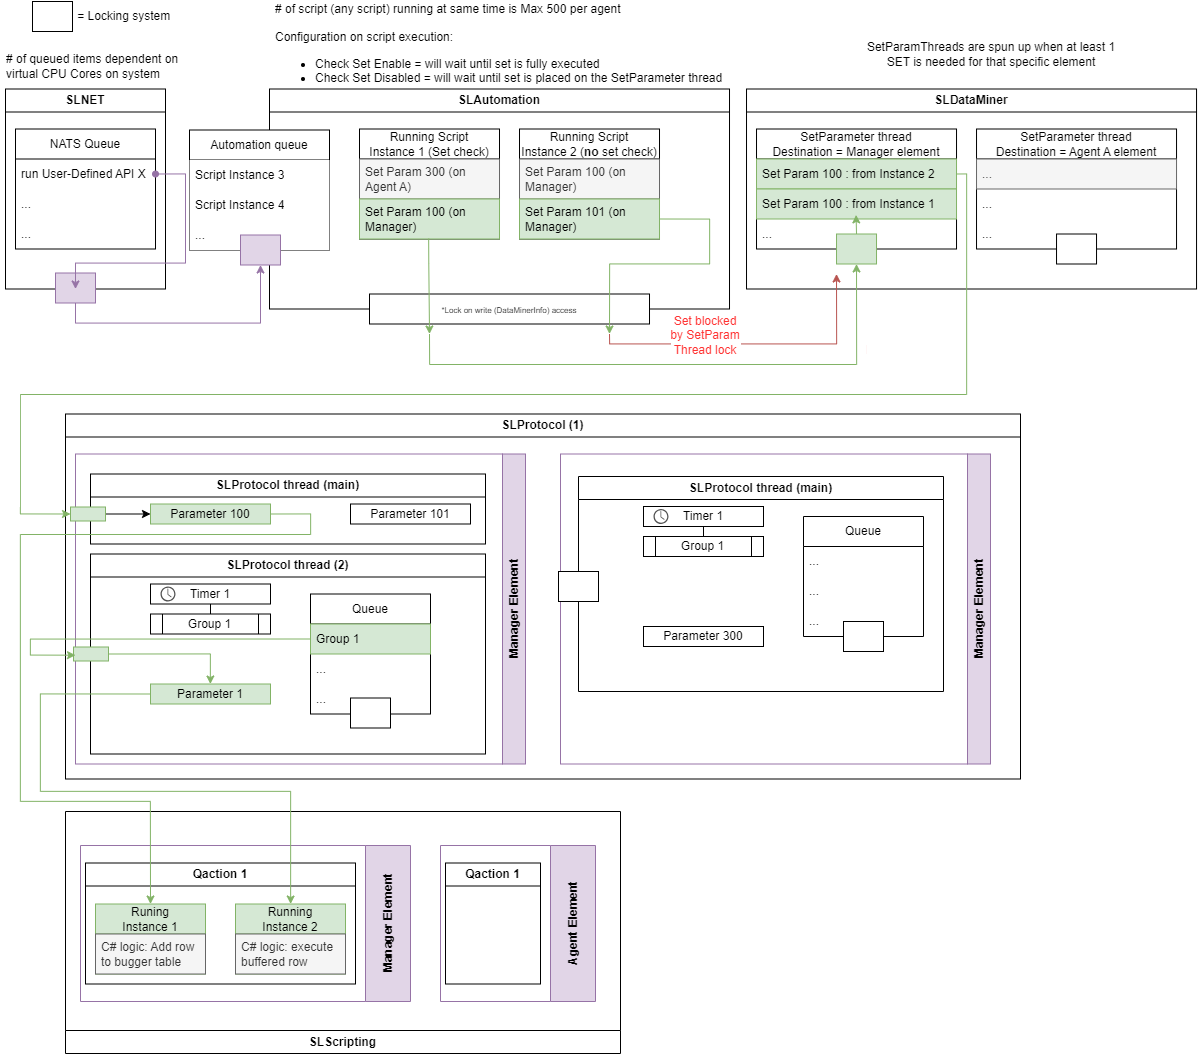 = Locking system
# of script (any script) running at same time is Max 500 per agent
Configuration on script execution:
• Check Set Enable = will wait until set is fully executed
• Check Set Disabled = will wait until set is placed on the SetParameter thread
# of queued items dependent on
virtual CPU Cores on system
SetParamThreads are spun up when at least 1
SET is needed for that specific element
SLNET
NATS Queue
run User-Defined API X
...
...
SLAutomation
Automation queue
Script Instance 3
Script Instance 4
...
Running Script
Instance 1 (Set check)
Set Param 300 (on
Agent A)
Set Param 100 (on
Manager)
Running Script
Instance 2 (no set check)
Set Param 100 (on
Manager)
Set Param 101 (on
Manager)
*Lock on write (DataMinerInfo) access
SLDataMiner
SetParameter thread
Destination = Manager element
Set Param 100 : from Instance 2
Set Param 100 : from Instance 1
...
SetParameter thread
Destination = Agent A element
...
...
...
Set blocked
by SetParam
Thread lock
SLProtocol (1)
SLProtocol thread (main)
Parameter 100
Parameter 101
SLProtocol thread (2)
Timer 1
Group 1
Queue
Group 1
...
...
Parameter 1
Manager Element
SLProtocol thread (main)
Timer 1
Group 1
Queue
...
...
...
Parameter 300
Manager Element
Qaction 1
Runing
Instance 1
C# logic: Add row
to bugger table
Running
Instance 2
C# logic: execute
buffered row
Manager Element
Qaction 1
Agent Element
SLScripting